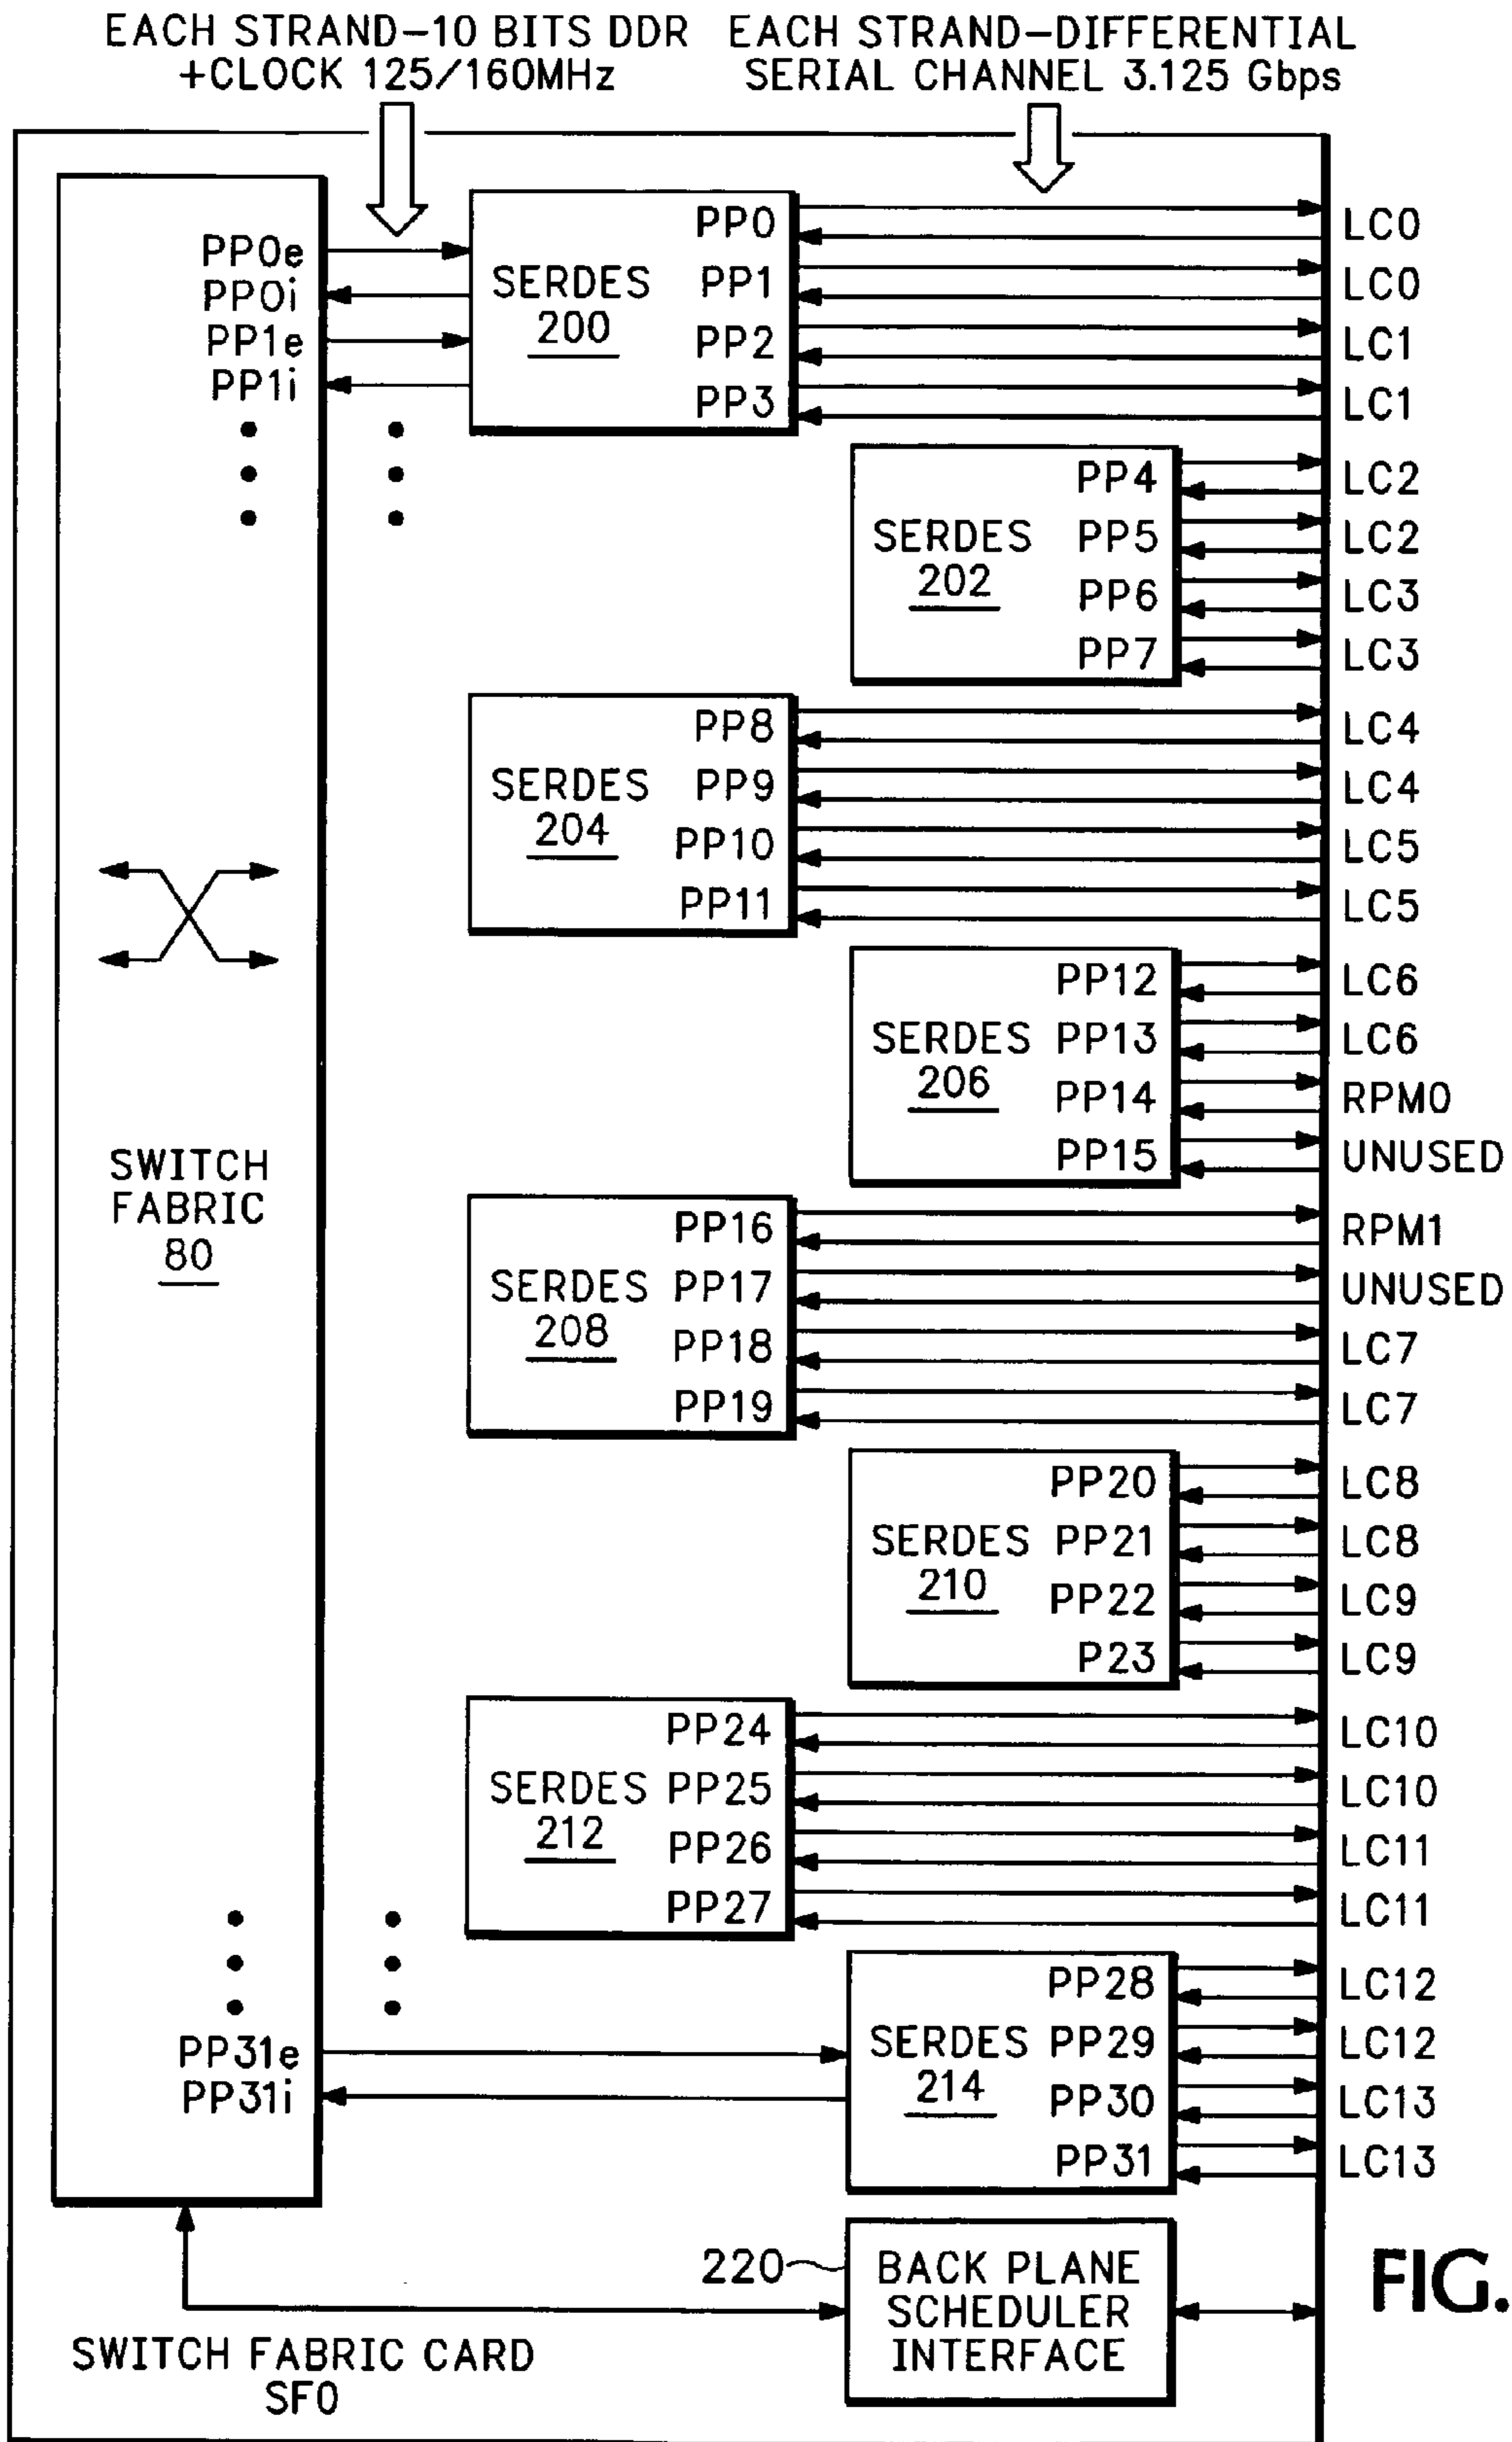 EACH STRAND-10 BITS DDR
+CLOCK 125/160MHz
EACH STRAND-DIFFERENTIAL
SERIAL CHANNEL 3.125 Gbps
PP0e
PP0i
PP1e
PP1i
SWITCH
FABRIC
80
PP31e
PP31i
SERDES
200
PP0
PP1
PP2
PP3
LC0
LC0
LC1
LC1
SERDES
202
PP4
PP5
PP6
PP7
LC2
LC2
LC3
LC3
SERDES
204
PP8
PP9
PP10
PP11
LC4
LC4
LC5
LC5
SERDES
206
PP12
PP13
PP14
PP15
LC6
LC6
RPM0
UNUSED
SERDES
208
PP16
PP17
PP18
PP19
RPM1
UNUSED
LC7
LC7
SERDES
210
PP20
PP21
PP22
P23
LC8
LC8
LC9
LC9
SERDES
212
PP24
PP25
PP26
PP27
LC10
LC10
LC11
LC11
SERDES
214
PP28
PP29
PP30
PP31
LC12
LC12
LC13
LC13
220
BACK PLANE
SCHEDULER
INTERFACE
SWITCH FABRIC CARD
SF0
FIG.